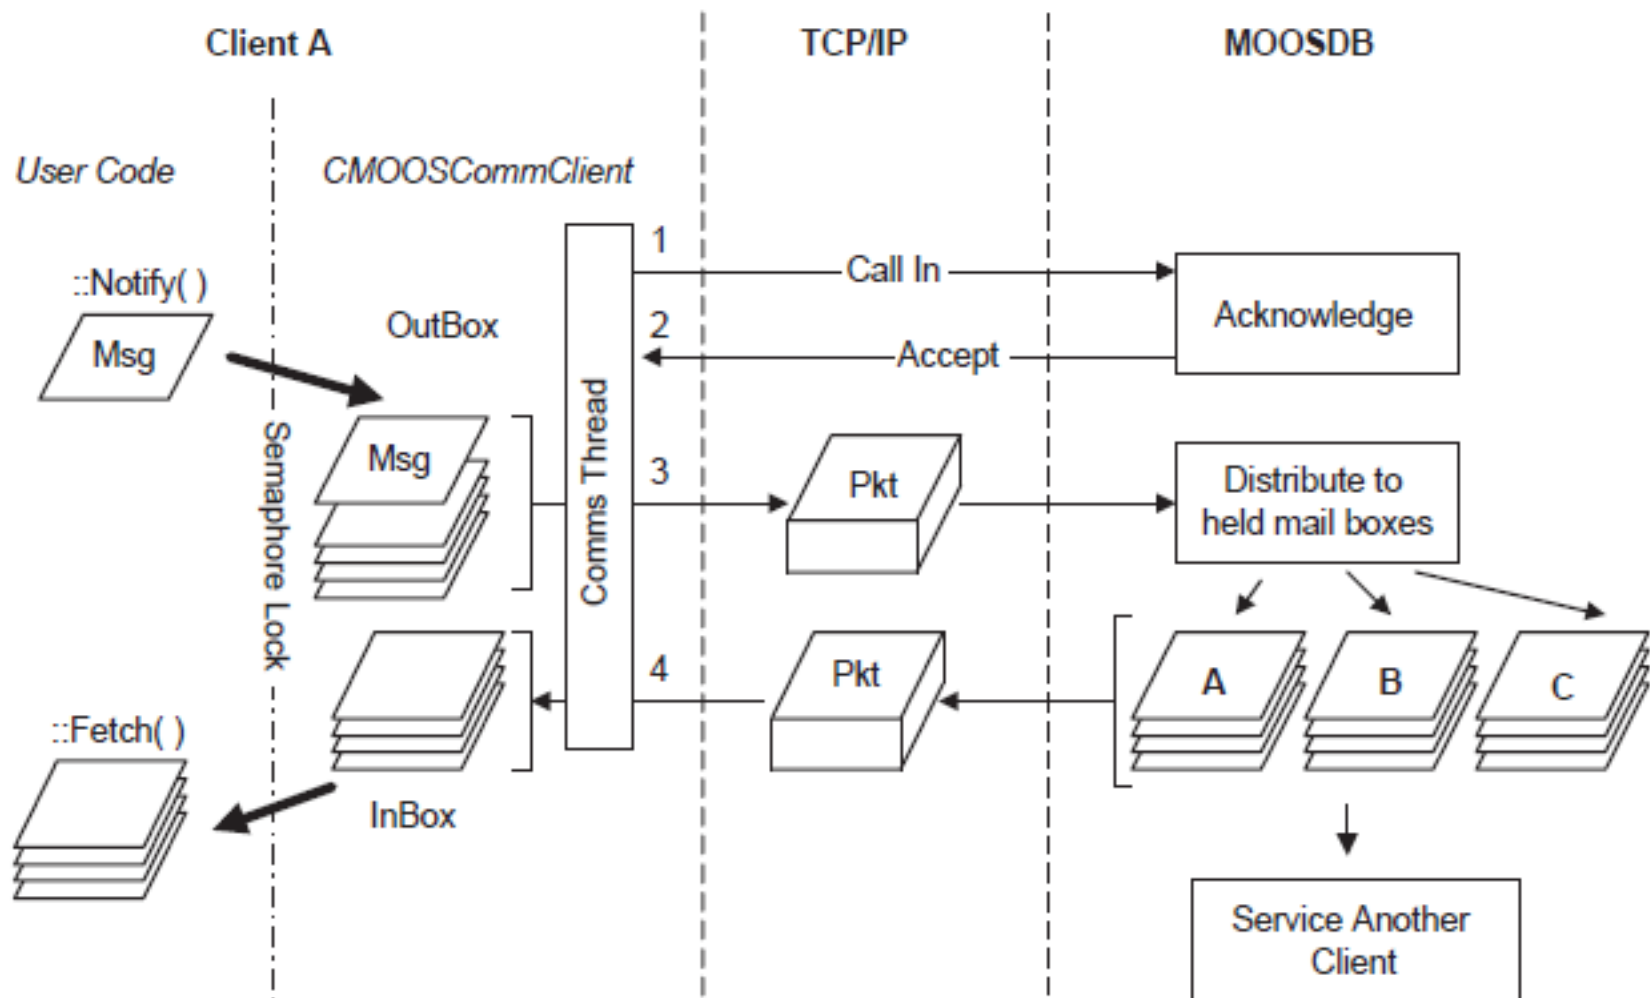 Client A
TCP/IP
MOOSDB
User Code
CMOOSCommClient
1
Call In
::Notify( )
Msg
OutBox
2
Accept
Acknowledge
Semaphore Lock
Msg
Comms Thread
3
Pkt
Distribute to
held mail boxes
4
Pkt
A
B
C
::Fetch( )
InBox
Service Another
Client